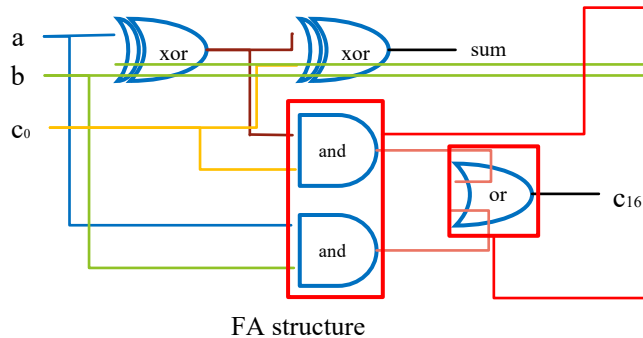 a
xor
xor
sum
b
c0
and
or
c16
and
FA structure